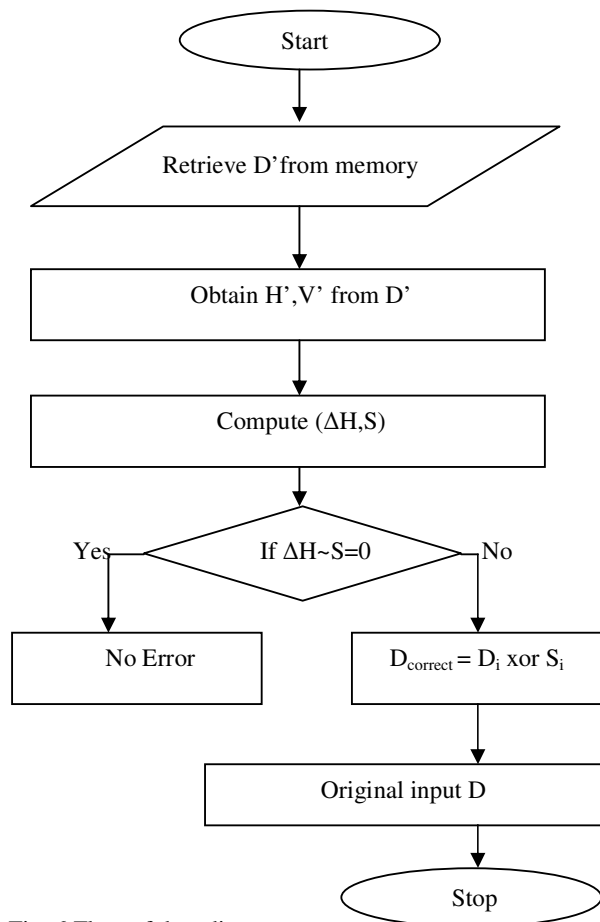 Start
Retrieve D’from memory
Obtain H’,V’ from D’
Compute (ΔH,S)
Yes
If ΔH~S=0
No
No Error
Dcorrect = Di xor Si
Original input D
Stop